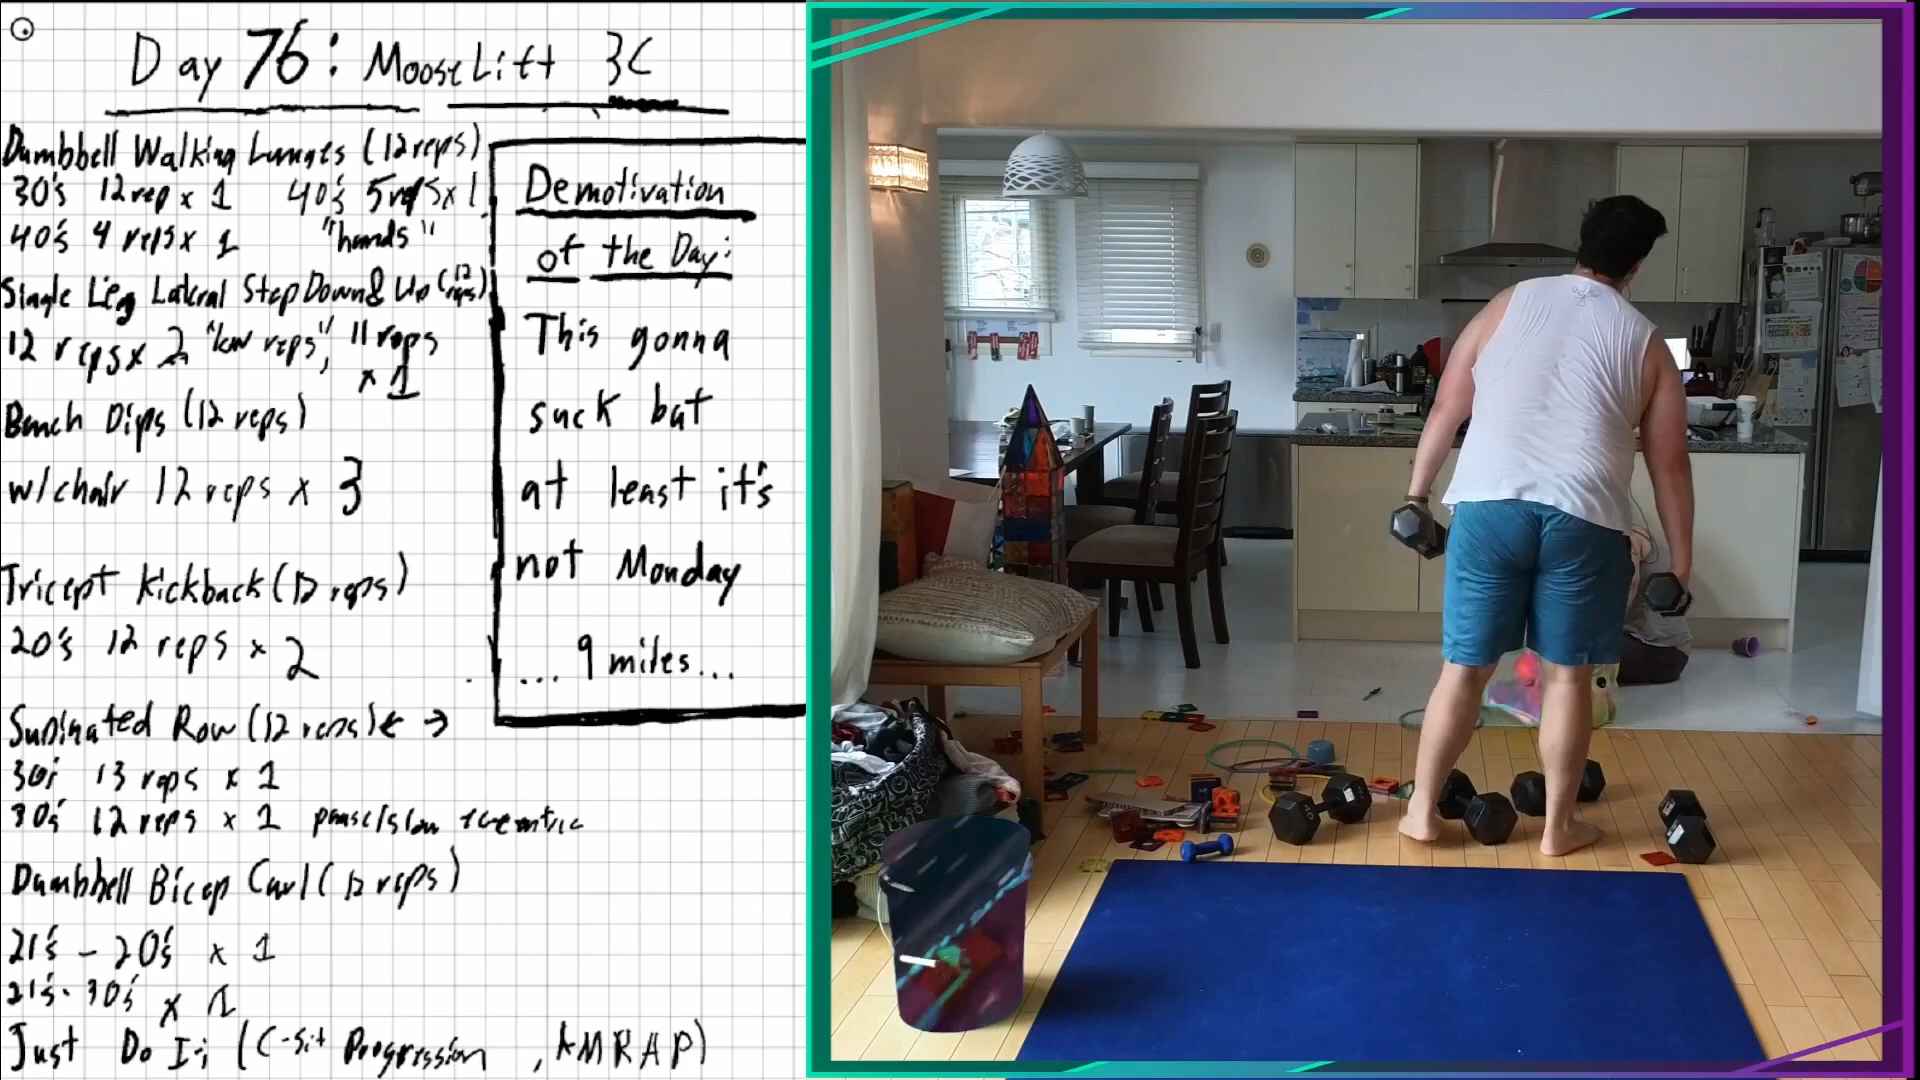 Day 76: MooseLift 3C
Dumbbell Walking Lunges (12 reps)
30's 12 rep x 1 40's 5 reps x 1
40's 4 reps x 1 "hands"
Single Leg Lateral Step Down & Up (12 reps)
12 reps x 2 "low reps", 11 reps
x 1
Bench Dips (12 reps)
w/chair 12 reps x 3
Tricept Kickback (12 reps)
20's 12 reps x 2
Supinated Row (12 reps) ← →
30's 13 reps x 1
30's 12 reps x 1 pause/slow
Dumbbell Bicep Curl (12 reps)
21's - 20's x 1
21's - 30's x 1
Just Do It (C-Sit Progression, AMRAP)
Demotivation
of the Day:
This gonna
suck but
at least it's
not Monday
... 9 miles...